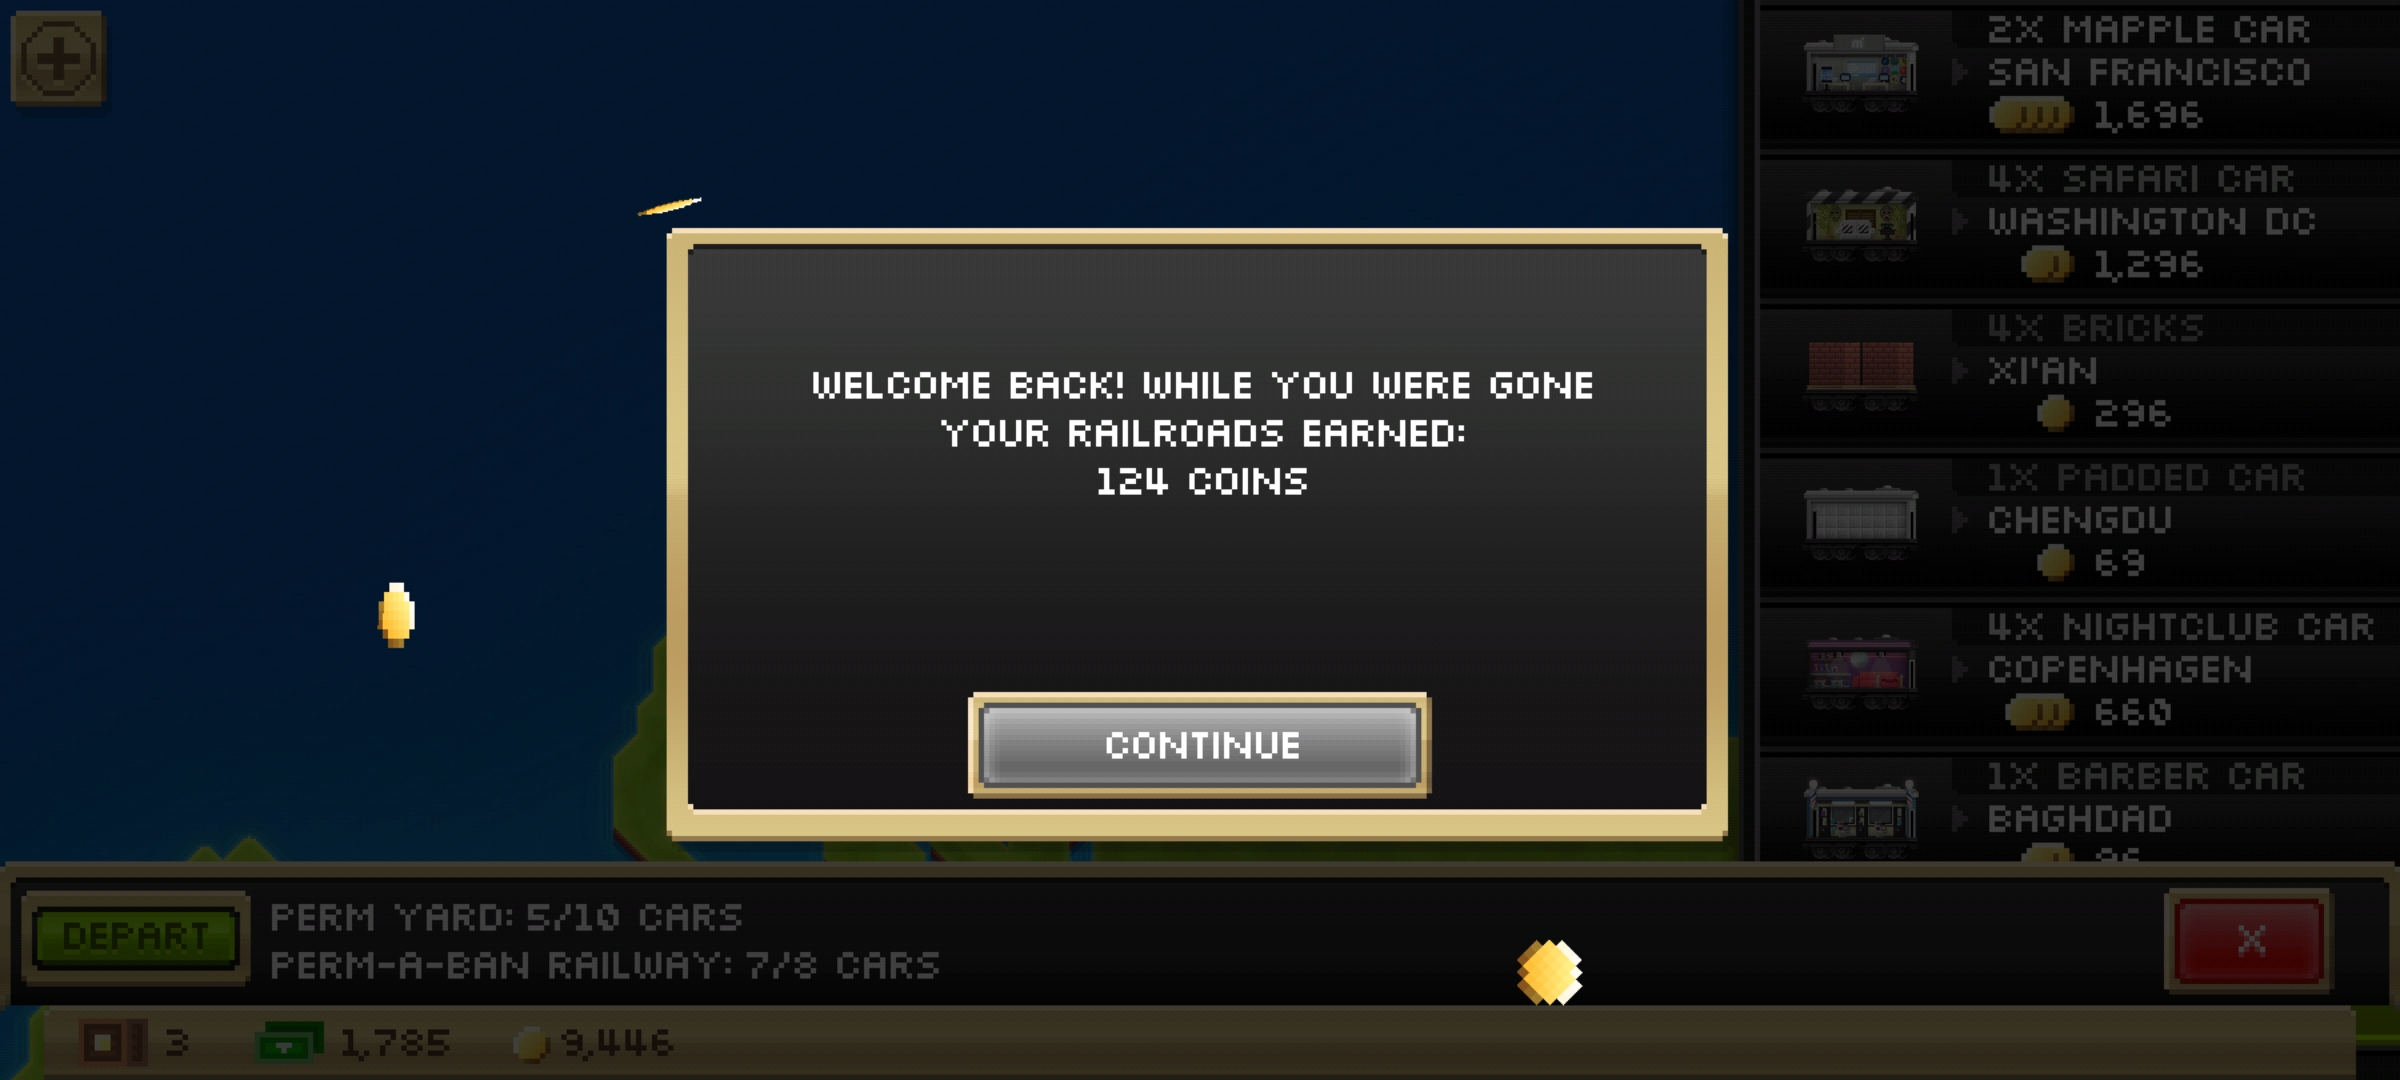 2X MAPPLE CAR
SAN FRANCISCO
1,696
4X SAFARI CAR
WASHINGTON DC
1,296
4X BRICKS
XI'AN
296
1X PADDED CAR
CHENGDU
69
4X NIGHTCLUB CAR
COPENHAGEN
660
1X BARBER CAR
BAGHDAD
WELCOME BACK! WHILE YOU WERE GONE
YOUR RAILROADS EARNED:
124 COINS
CONTINUE
DEPART
PERM YARD: 5/10 CARS
PERM-A-BAN RAILWAY: 7/8 CARS
X
3
1,785
9,446